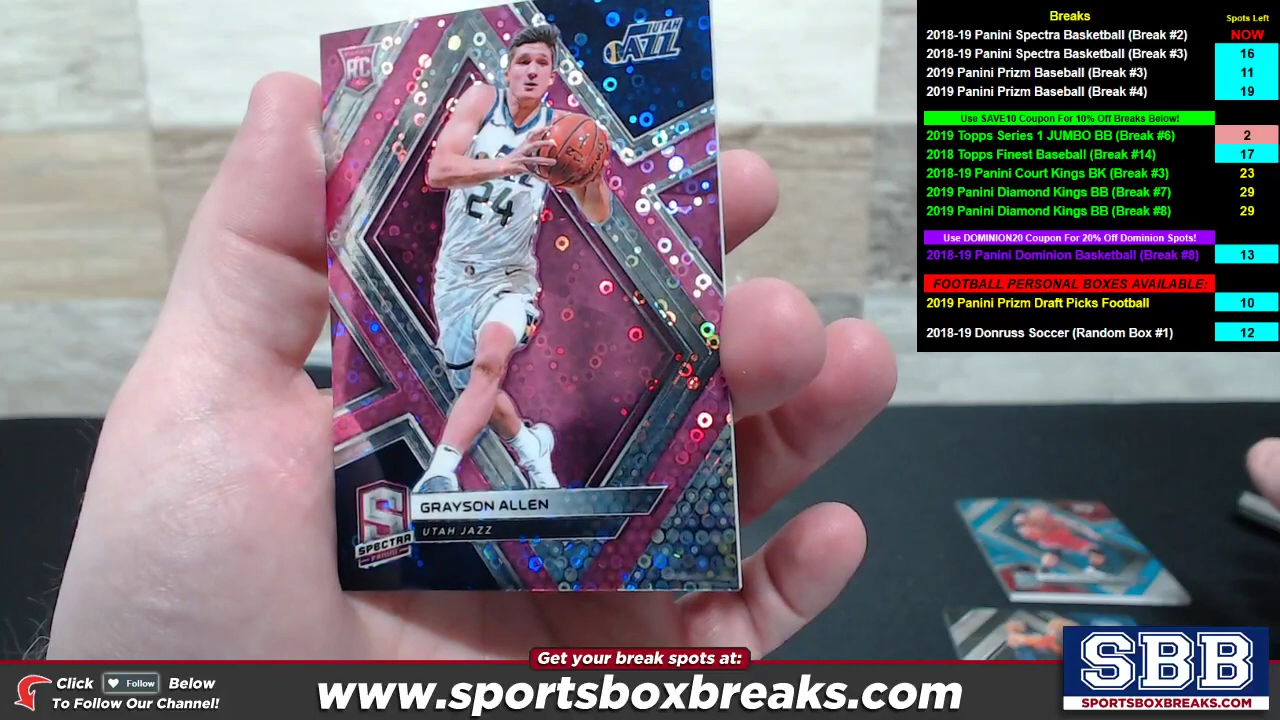 RC
UTAH
JAZZ
24
GRAYSON ALLEN
UTAH JAZZ
S
SPECTRA
PANINI
Breaks Spots Left
2018-19 Panini Spectra Basketball (Break #2) NOW
2018-19 Panini Spectra Basketball (Break #3) 16
2019 Panini Prizm Baseball (Break #3) 11
2019 Panini Prizm Baseball (Break #4) 19
Use SAVE10 Coupon For 10% Off Breaks Below!
2019 Topps Series 1 JUMBO BB (Break #6) 2
2018 Topps Finest Baseball (Break #14) 17
2018-19 Panini Court Kings BK (Break #3) 23
2019 Panini Diamond Kings BB (Break #7) 29
2019 Panini Diamond Kings BB (Break #8) 29
Use DOMINION20 Coupon For 20% Off Dominion Spots!
2018-19 Panini Dominion Basketball (Break #8) 13
FOOTBALL PERSONAL BOXES AVAILABLE:
2019 Panini Prizm Draft Picks Football 10
2018-19 Donruss Soccer (Random Box #1) 12
Get your break spots at:
Click Follow Below
To Follow Our Channel!
www.sportsboxbreaks.com
SBB
SPORTSBOXBREAKS.COM